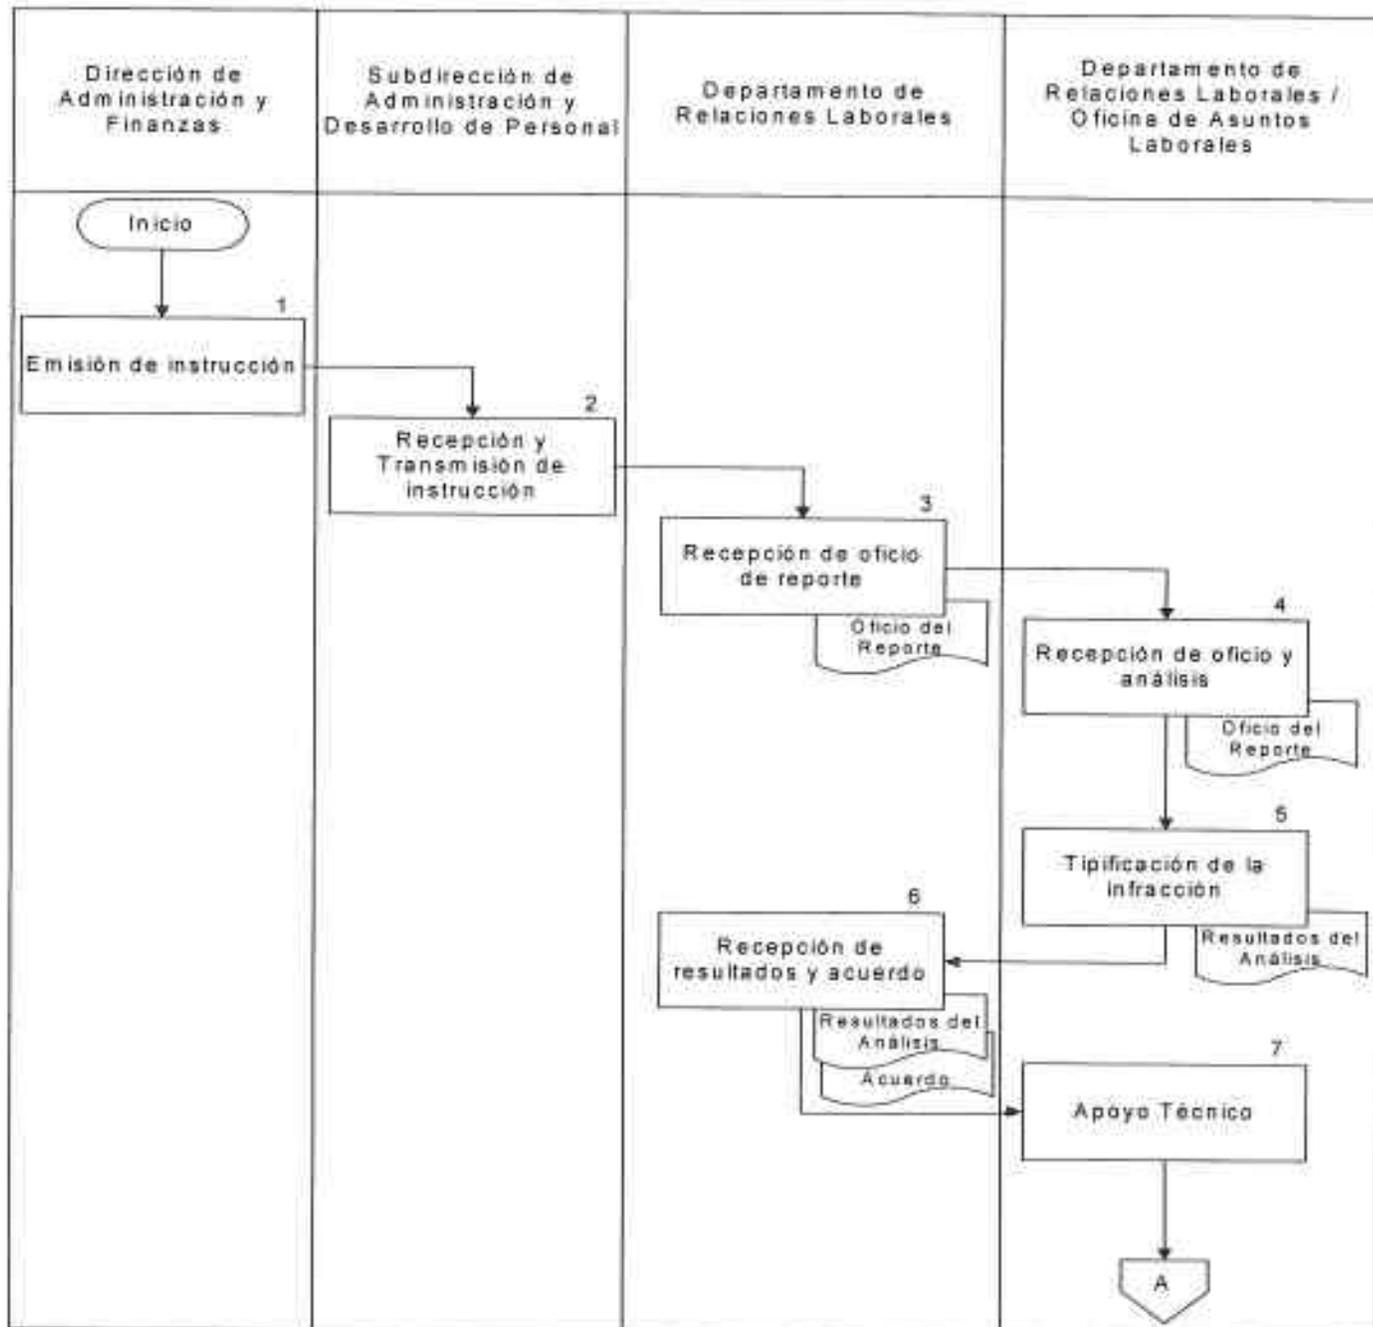 Dirección de
Administración y
Finanzas
Subdirección de
Administración y
Desarrollo de Personal
Departamento de
Relaciones Laborales
Departamento de
Relaciones Laborales /
Oficina de Asuntos
Laborales
Inicio
1
Emisión de instrucción
2
Recepción y
Transmisión de
instrucción
3
Recepción de oficio
de reporte
Oficio del
Reporte
4
Recepción de oficio y
análisis
Oficio del
Reporte
5
Tipificación de la
infracción
Resultados del
Análisis
6
Recepción de
resultados y acuerdo
Resultados del
Análisis
Acuerdo
7
Apoyo Técnico
A